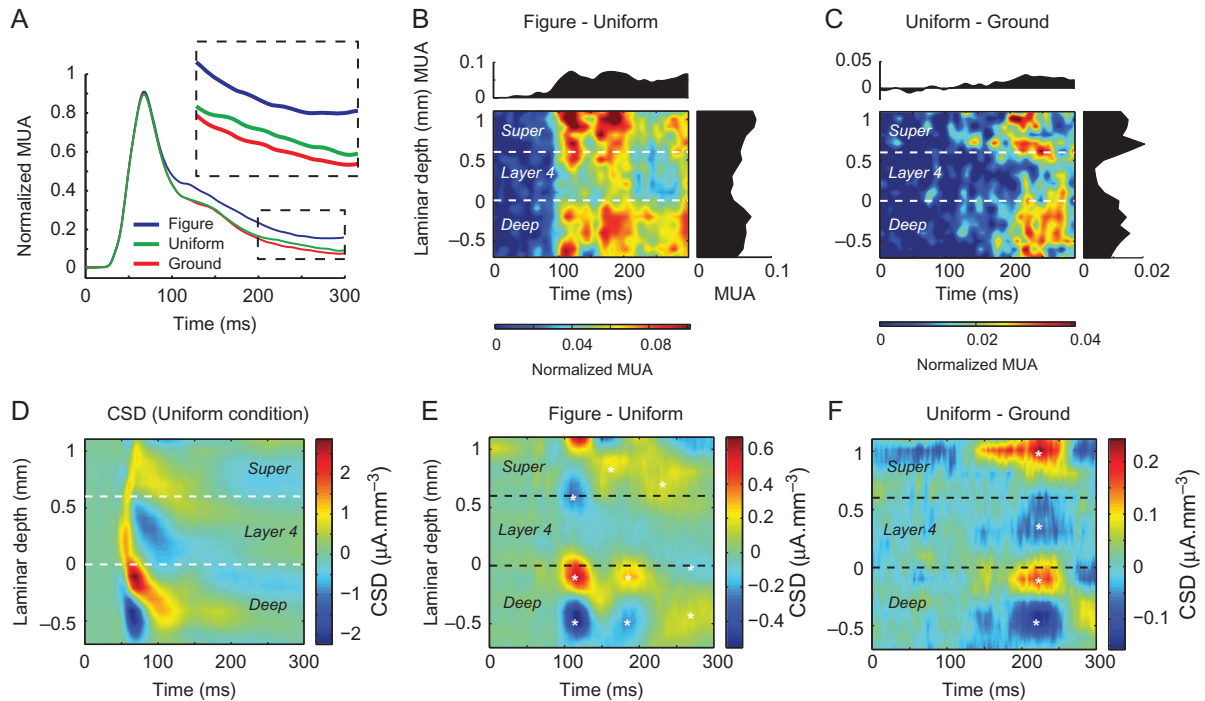 A
Normalized MUA
1
0.8
0.6
0.4
0.2
0
Figure
Uniform
Ground
0 100 200 300
Time (ms)
B Figure - Uniform
Laminar depth (mm) MUA
0.1
0
1
0.5
0
–0.5
Super
Layer 4
Deep
100 200
Time (ms)
0 0.1
MUA
0 0.04 0.08
Normalized MUA
C Uniform - Ground
0.05
0
1
0.5
0
–0.5
Super
Layer 4
Deep
0 100 200
Time (ms)
0 0.02
0 0.02 0.04
Normalized MUA
D CSD (Uniform condition)
Laminar depth (mm)
1
0.5
0
–0.5
Super
Layer 4
Deep
0 100 200 300
Time (ms)
2
1
0
–1
–2
CSD (µA.mm⁻³)
E Figure - Uniform
1
0.5
0
–0.5
Super
Layer 4
Deep
* * * * * * * *
0 100 200 300
Time (ms)
0.6
0.4
0.2
0
–0.2
–0.4
CSD (µA.mm⁻³)
F Uniform - Ground
1
0.5
0
–0.5
Super
Layer 4
Deep
* * * *
0 100 200 300
Time (ms)
0.2
0.1
0
–0.1
CSD (µA.mm⁻³)